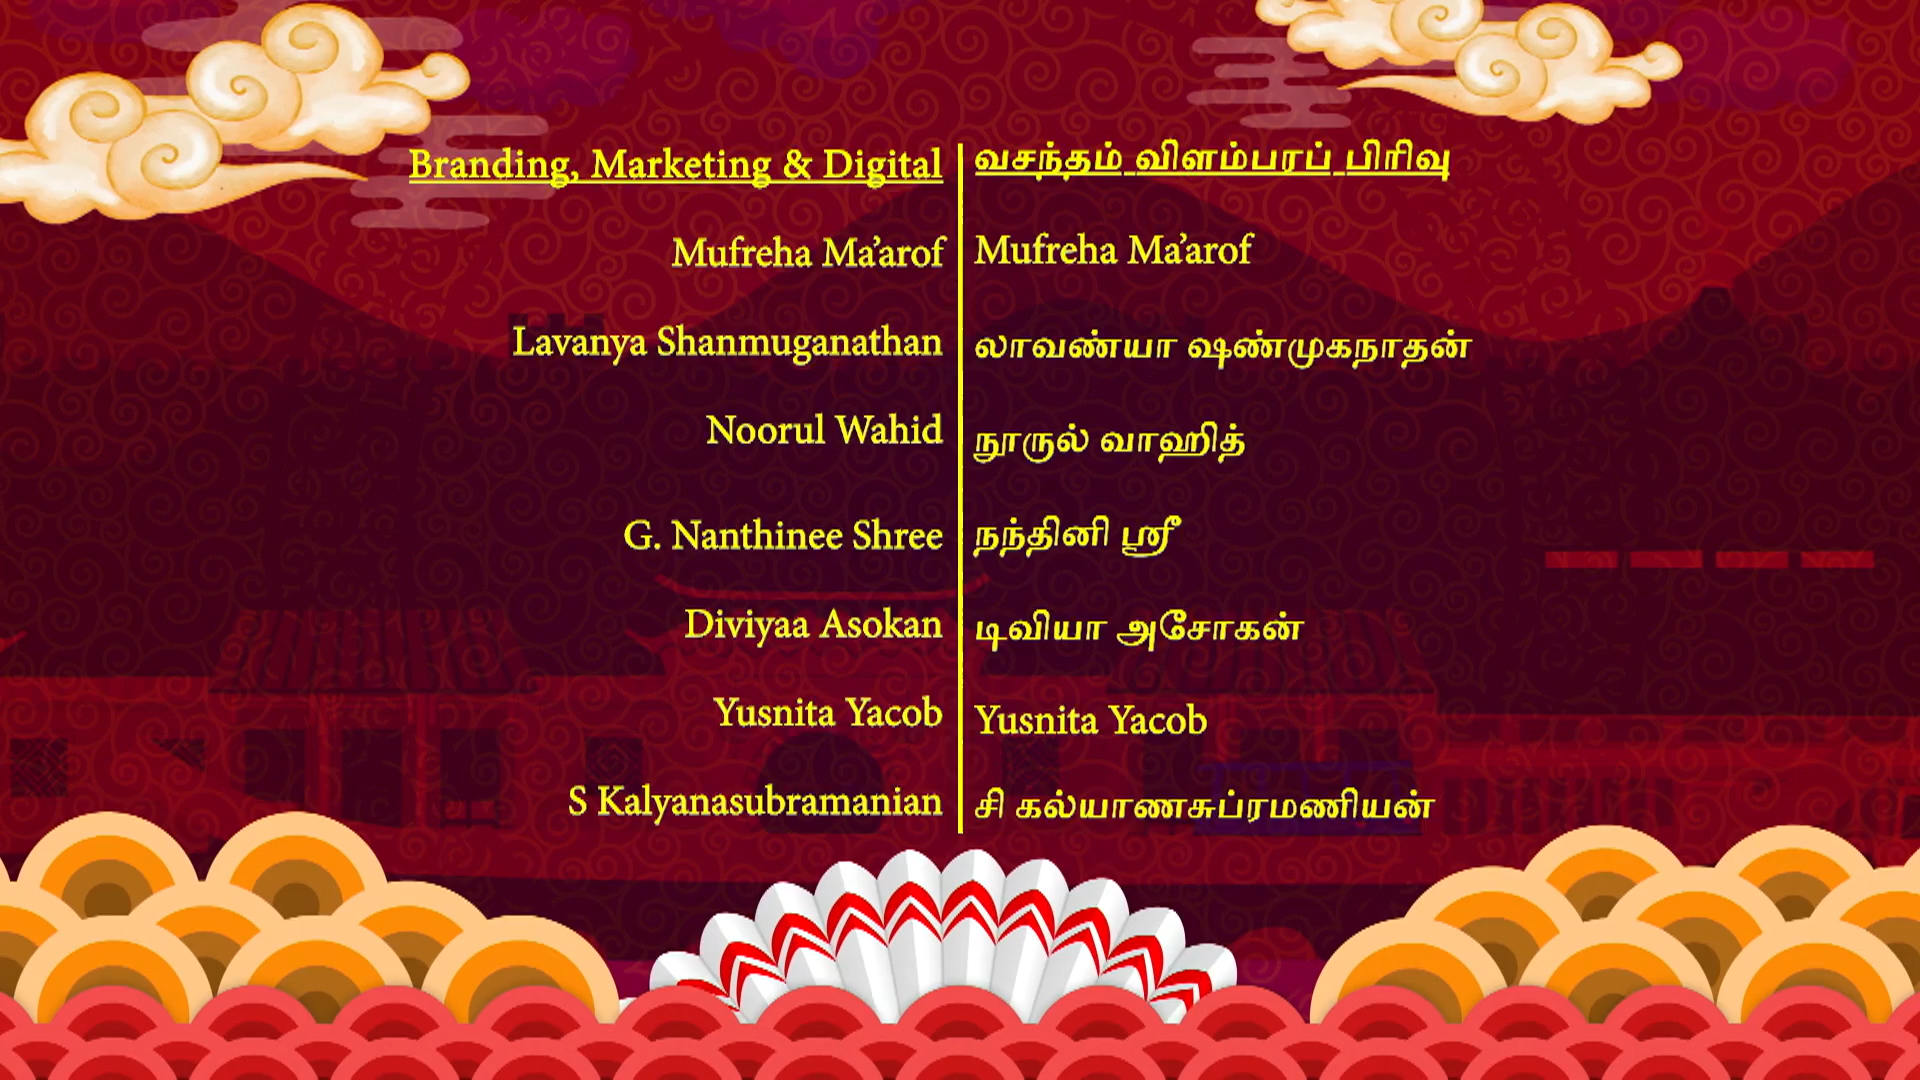 Branding, Marketing & Digital
Mufreha Ma’arof
Lavanya Shanmuganathan
Noorul Wahid
G. Nanthinee Shree
Diviyaa Asokan
Yusnita Yacob
S Kalyanasubramanian
வசந்தம் விளம்பரப் பிரிவு
Mufreha Ma’arof
லாவண்யா ஷண்முகநாதன்
நூருல் வாஹித்
நந்தினி ஸ்ரீ
டிவியா அசோகன்
Yusnita Yacob
சி கல்யாணசுப்ரமணியன்